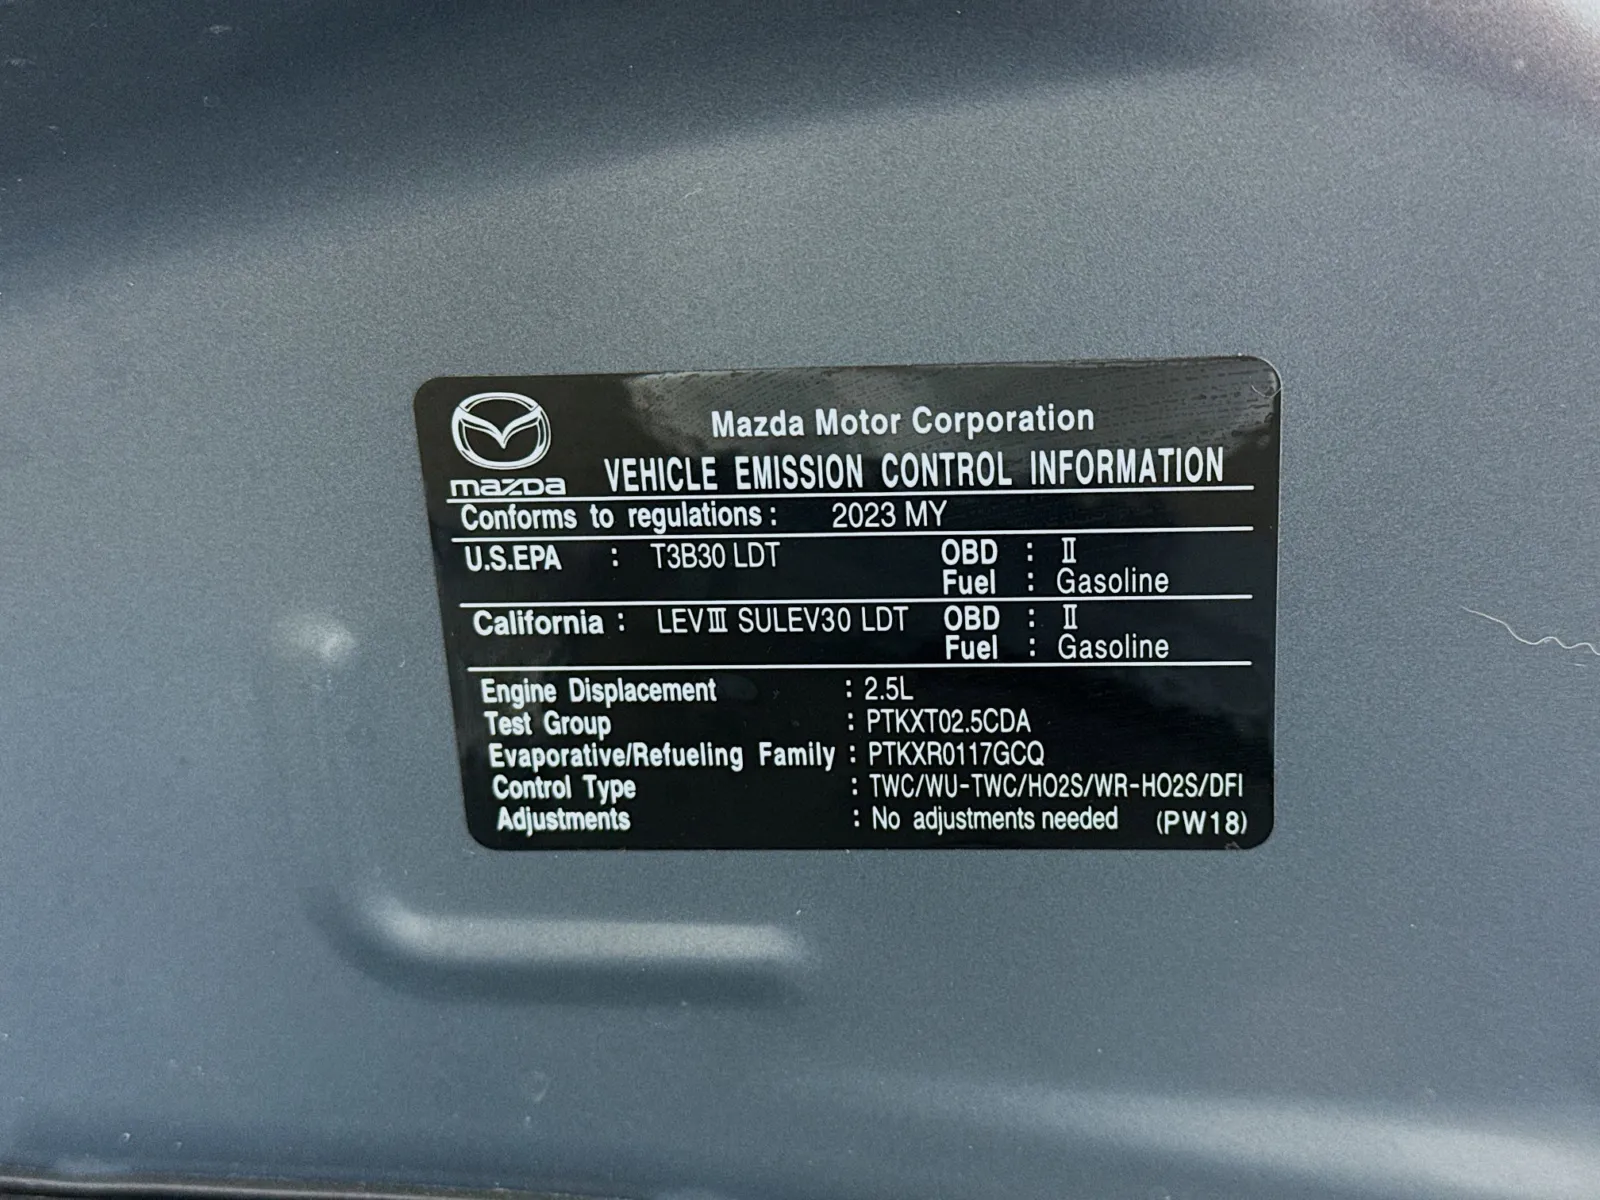 mazda
Mazda Motor Corporation
VEHICLE EMISSION CONTROL INFORMATION
Conforms to regulations : 2023 MY
U.S.EPA : T3B30 LDT OBD : Ⅱ
Fuel : Gasoline
California : LEVⅢ SULEV30 LDT OBD : Ⅱ
Fuel : Gasoline
Engine Displacement : 2.5L
Test Group : PTKXT02.5CDA
Evaporative/Refueling Family : PTKXR0117GCQ
Control Type : TWC/WU-TWC/HO2S/WR-HO2S/DFI
Adjustments : No adjustments needed (PW18)